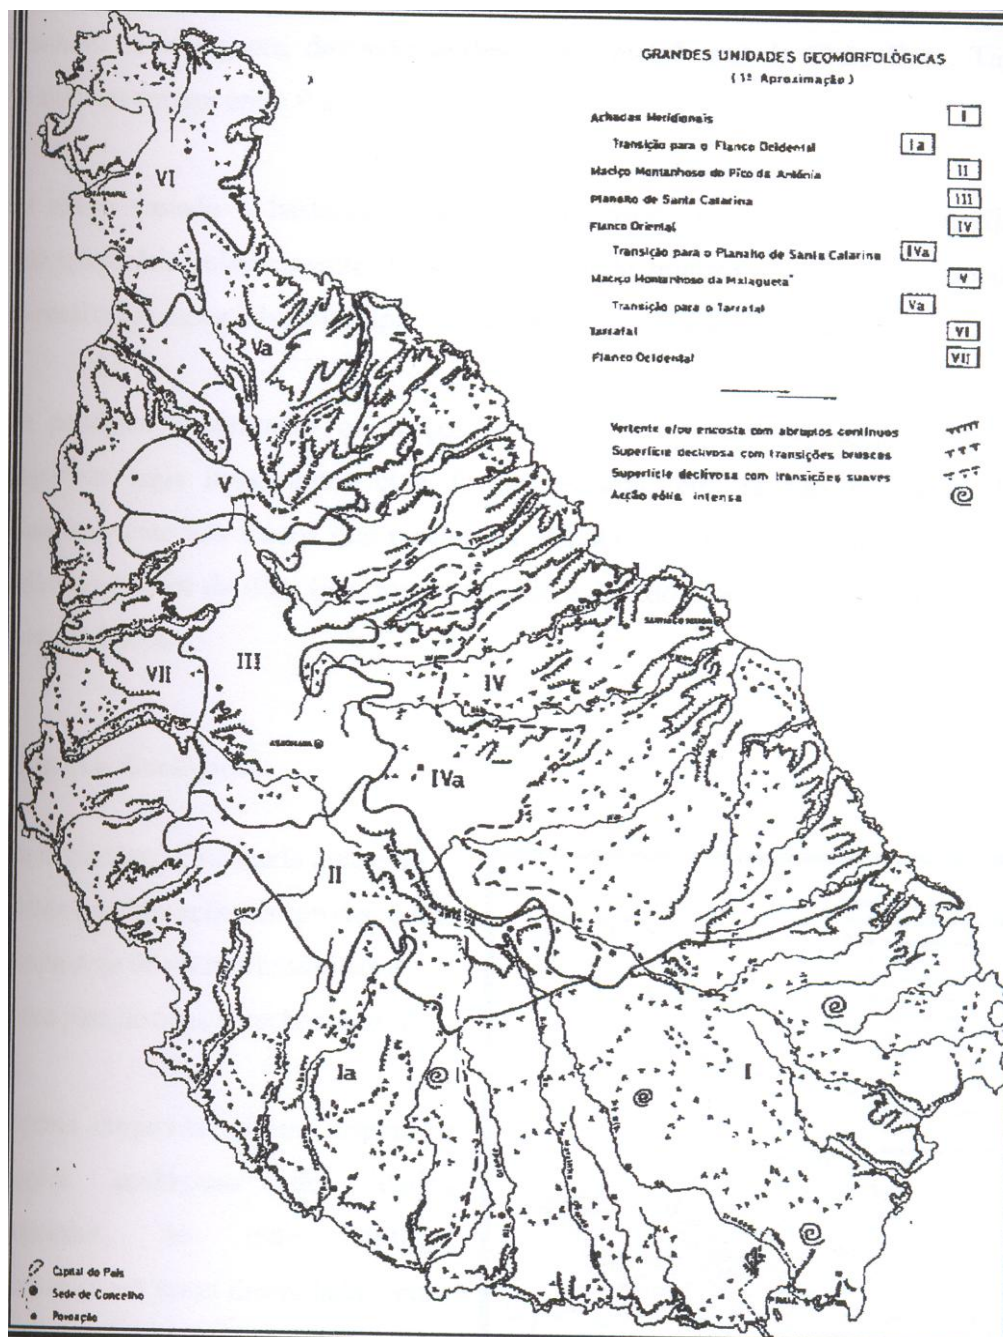 GRANDES UNIDADES GEOMORFOLÓGICAS
(1ª Aproximação)
Achadas Meridionais I
Transição para o Flanco Ocidental Ia
Maciço Montanhoso do Pico da Antónia II
Planalto de Santa Catarina III
Flanco Oriental IV
Transição para o Planalto de Santa Catarina IVa
Maciço Montanhoso da Malagueta V
Transição para o Tarrafal Va
Tarrafal VI
Flanco Ocidental VII
Vertente e/ou encosta com abruptos contínuos
Superfície declivosa com transições bruscas
Superfície declivosa com transições suaves
Acção eólia intensa
VI
Va
V
III
VII
IV
ASSOMADA
IVa
II
Ia
I
Capital do País
Sede de Concelho
Povoação